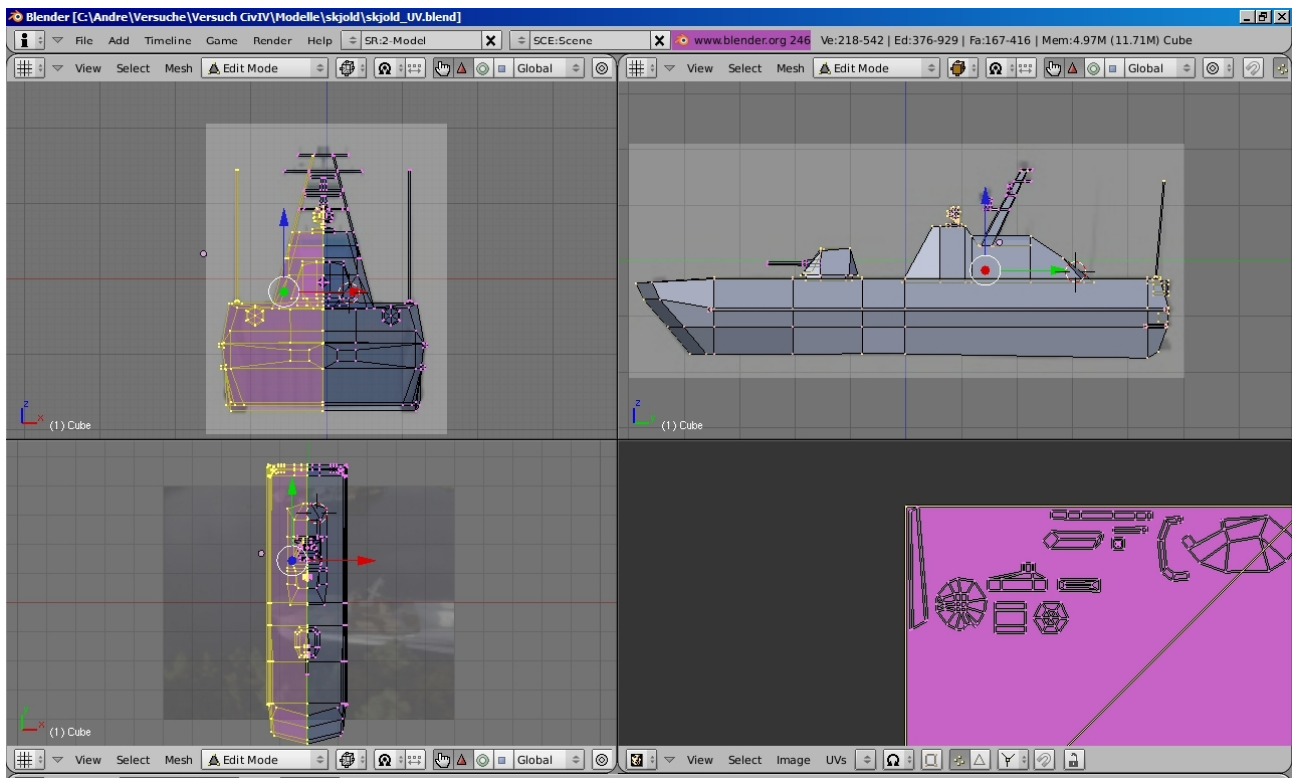 Blender [C:\Andre\Versuche\Versuch CivIV\Modelle\skjold\skjold_UV.blend]
File Add Timeline Game Render Help SR:2-Model X SCE:Scene X www.blender.org 246 Ve:218-542 | Ed:376-929 | Fa:167-416 | Mem:4.97M (11.71M) Cube
View Select Mesh Edit Mode Global
View Select Mesh Edit Mode Global
z
x
(1) Cube
z
y
(1) Cube
y
x
(1) Cube
View Select Mesh Edit Mode Global
View Select Image UVs